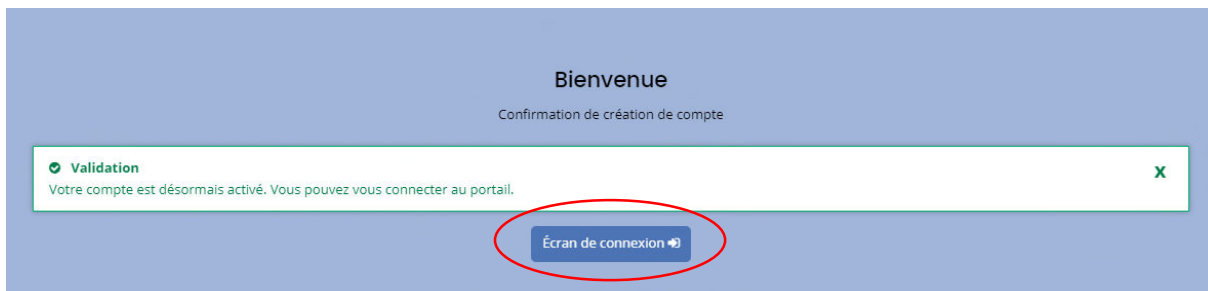 Bienvenue
Confirmation de création de compte
Validation
X
Votre compte est désormais activé. Vous pouvez vous connecter au portail.
Écran de connexion